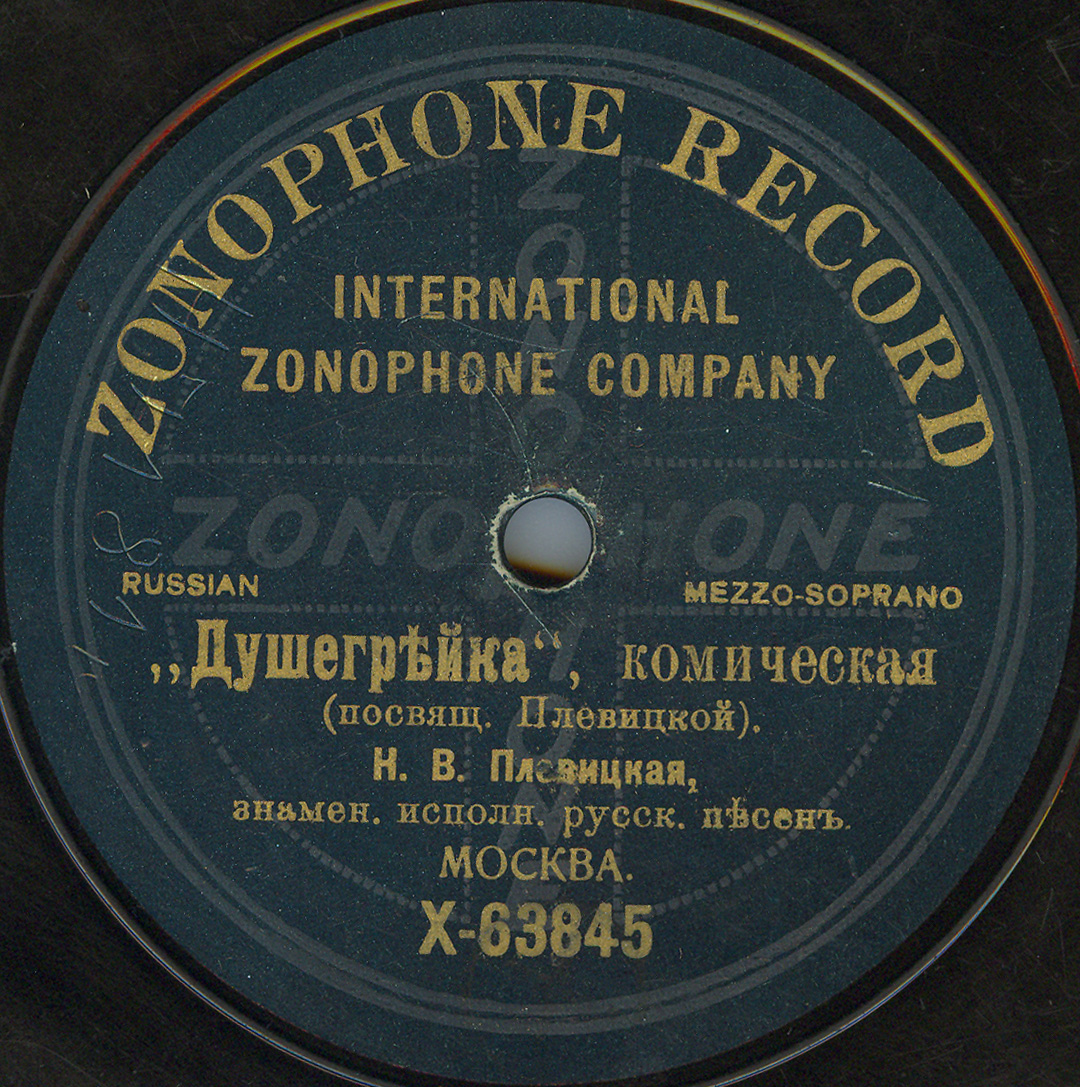 ZONOPHONE RECORD
INTERNATIONAL
ZONOPHONE COMPANY
ZONOPHONE
ZONOPHONE
RUSSIAN
MEZZO-SOPRANO
„Душегрѣйка“, комическая
(посвящ. Плевицкой).
Н. В. Плевицкая,
знамен. исполн. русск. пѣсенъ.
МОСКВА.
X-63845